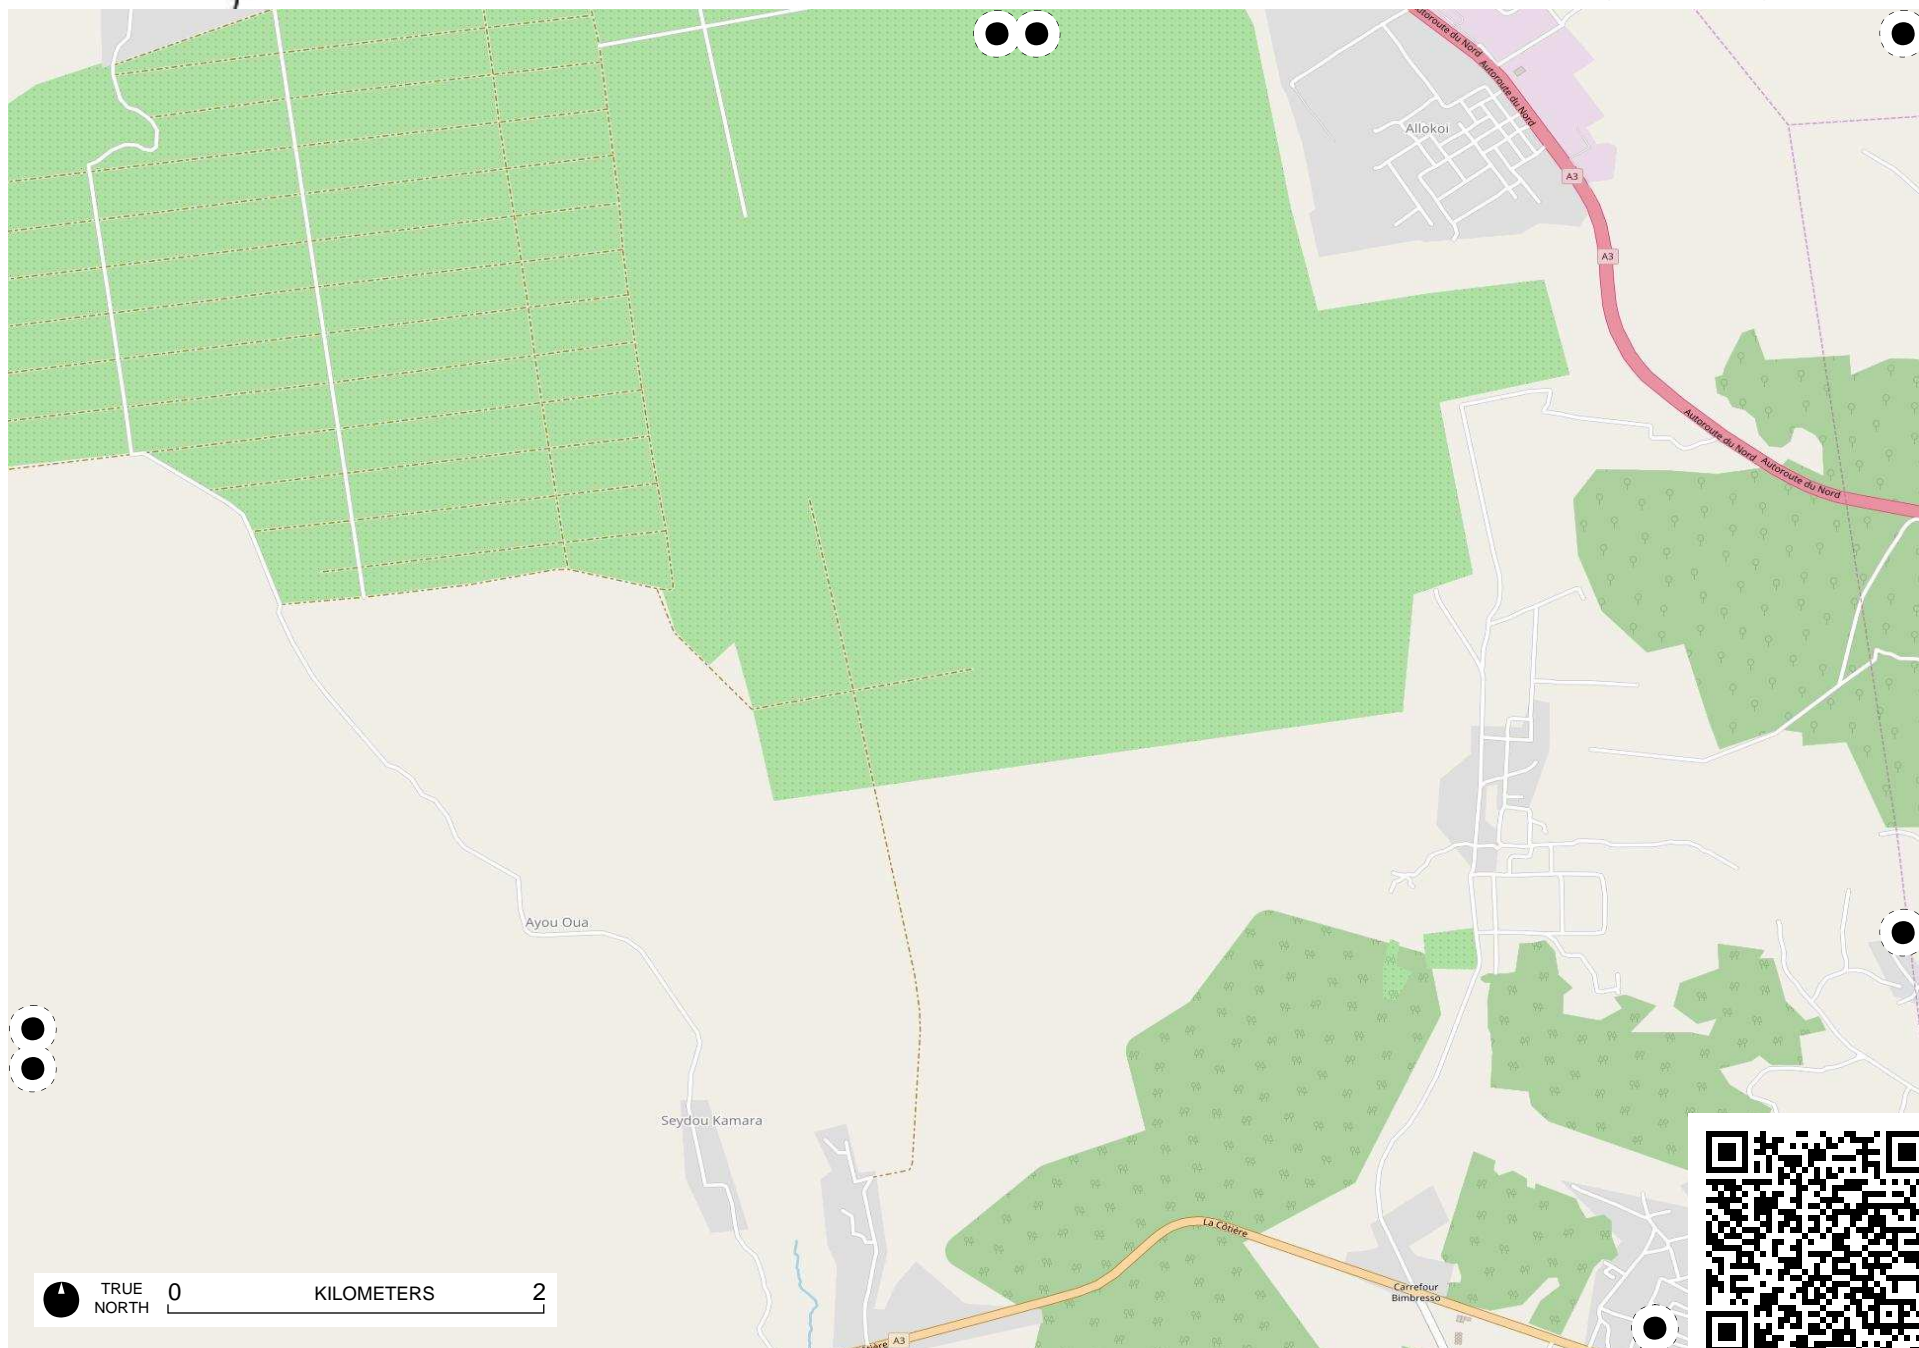 Autoroute du Nord
Autoroute du Nord
Allokoi
A3
A3
Autoroute du Nord
Autoroute du Nord
Ayou Oua
Seydou Kamara
La Côtière
Carrefour
Bimbresso
TRUE
NORTH
0 KILOMETERS 2
A3